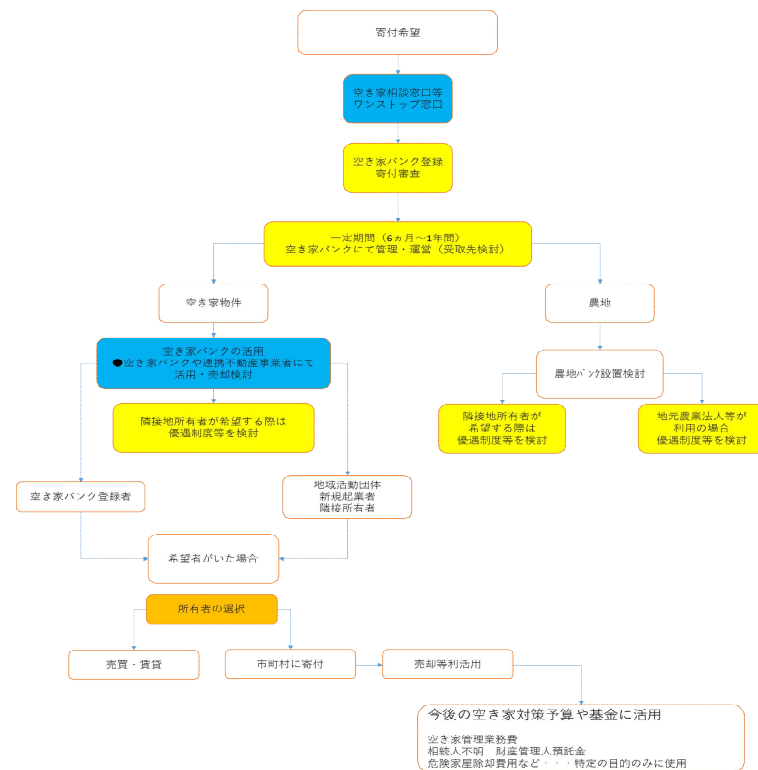 寄付希望
空き家相談窓口等
ワンストップ窓口
空き家バンク登録
寄付審査
一定期間（6ヵ月～1年間）
空き家バンクにて管理・運営（受取先検討）
空き家物件
農地
空き家バンクの活用
●空き家バンクや連携不動産事業者にて
活用・売却検討
農地バンク設置検討
隣接地所有者が希望する際は
優遇制度等を検討
隣接地所有者が
希望する際は
優遇制度等を検討
地元農業法人等が
利用の場合
優遇制度等を検討
空き家バンク登録者
地域活動団体
新規起業者
隣接所有者
希望者がいた場合
所有者の選択
売買・賃貸
市町村に寄付
売却等利活用
今後の空き家対策予算や基金に活用
空き家管理業務費
相続人不明　財産管理人預託金
危険家屋除却費用など・・・特定の目的のみに使用